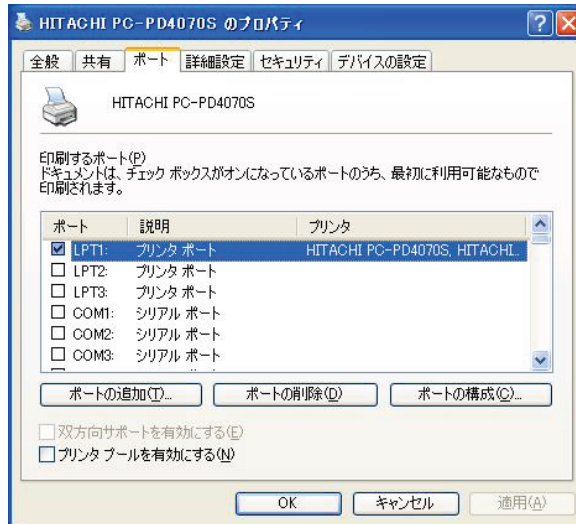 HITACHI PC-PD4070S のプロパティ
全般 共有 ポート 詳細設定 セキュリティ デバイスの設定
HITACHI PC-PD4070S
印刷するポート(P)
ドキュメントは、チェック ボックスがオンになっているポートのうち、最初に利用可能なもので
印刷されます。
ポート 説明 プリンタ
LPT1: プリンタ ポート HITACHI PC-PD4070S, HITACHI...
LPT2: プリンタ ポート
LPT3: プリンタ ポート
COM1: シリアル ポート
COM2: シリアル ポート
COM3: シリアル ポート
ポートの追加(T)... ポートの削除(D) ポートの構成(C)...
双方向サポートを有効にする(E)
プリンタ プールを有効にする(N)
OK キャンセル 適用(A)